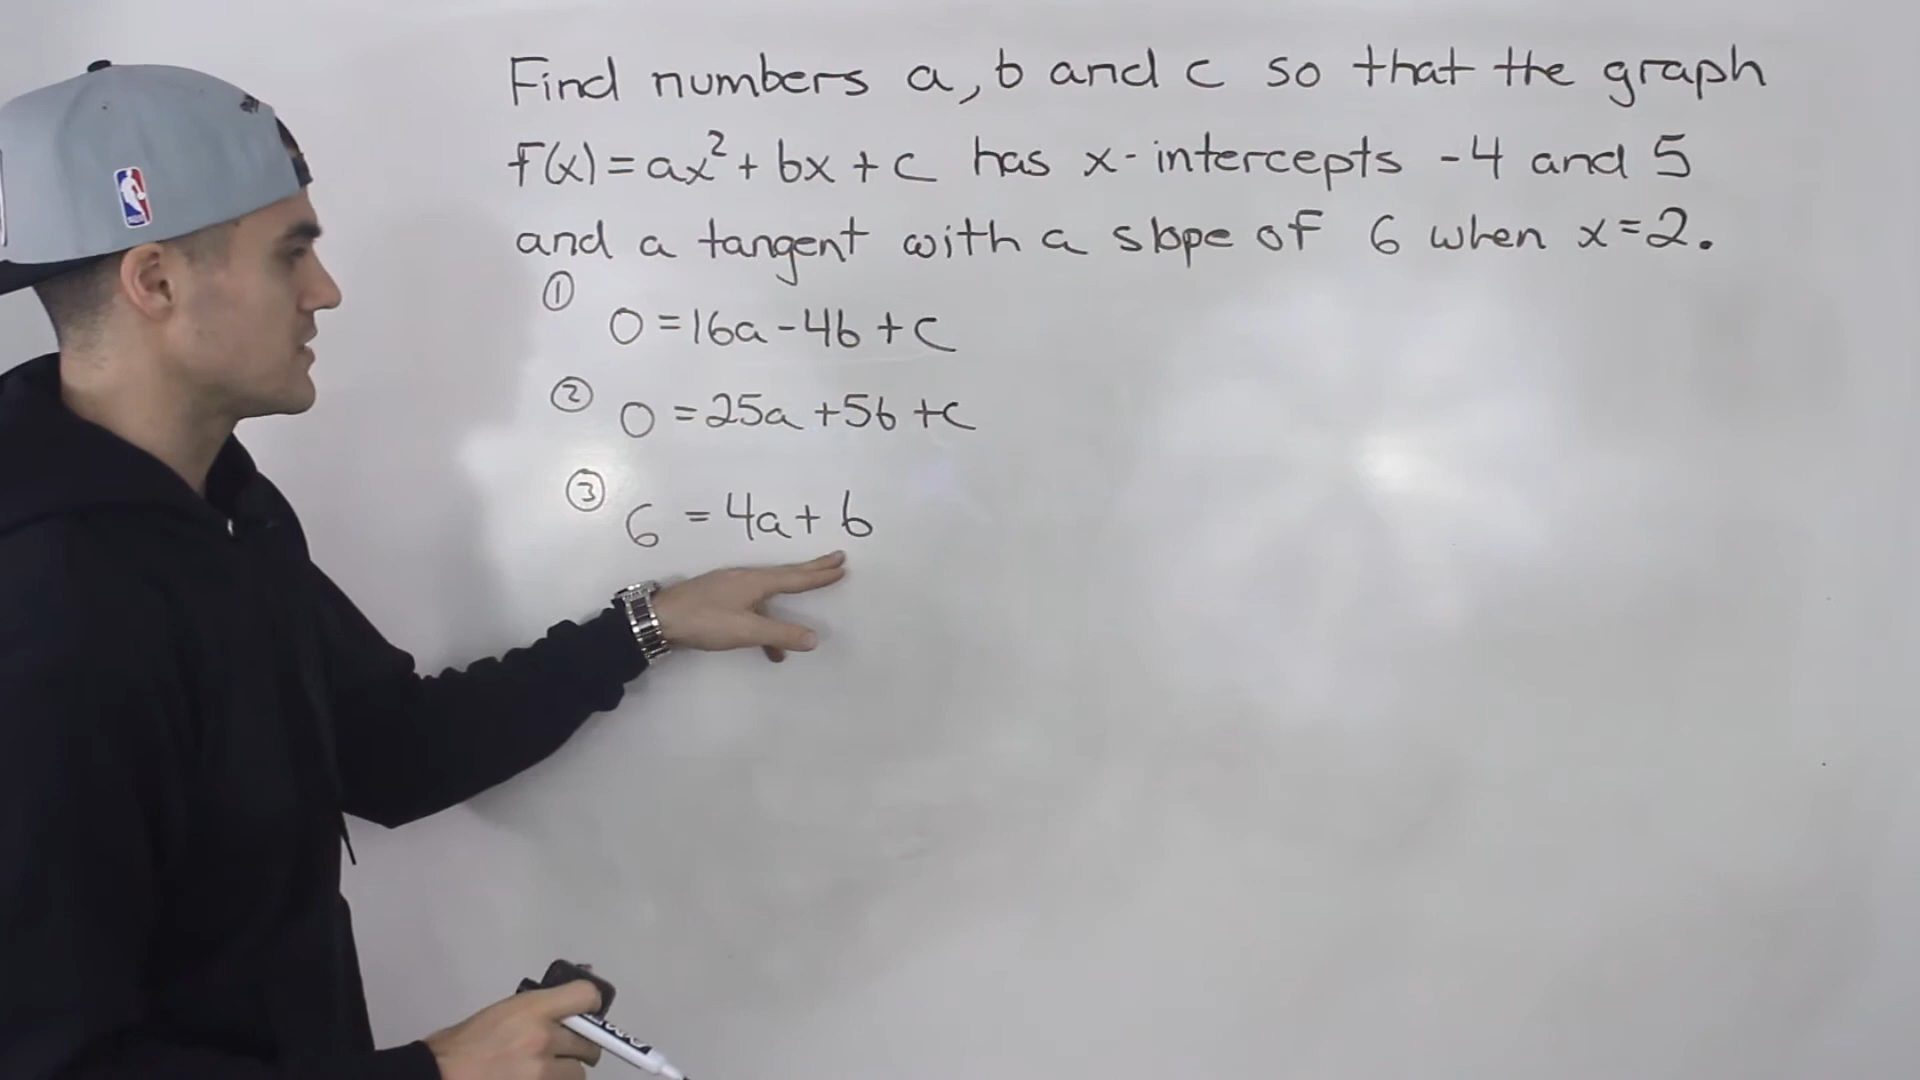 Find numbers a, b and c so that the graph
f(x) = ax² + bx + c has x-intercepts -4 and 5
and a tangent with a slope of 6 when x=2.
① 0 = 16a - 4b + c
② 0 = 25a + 5b + c
③ 6 = 4a + b